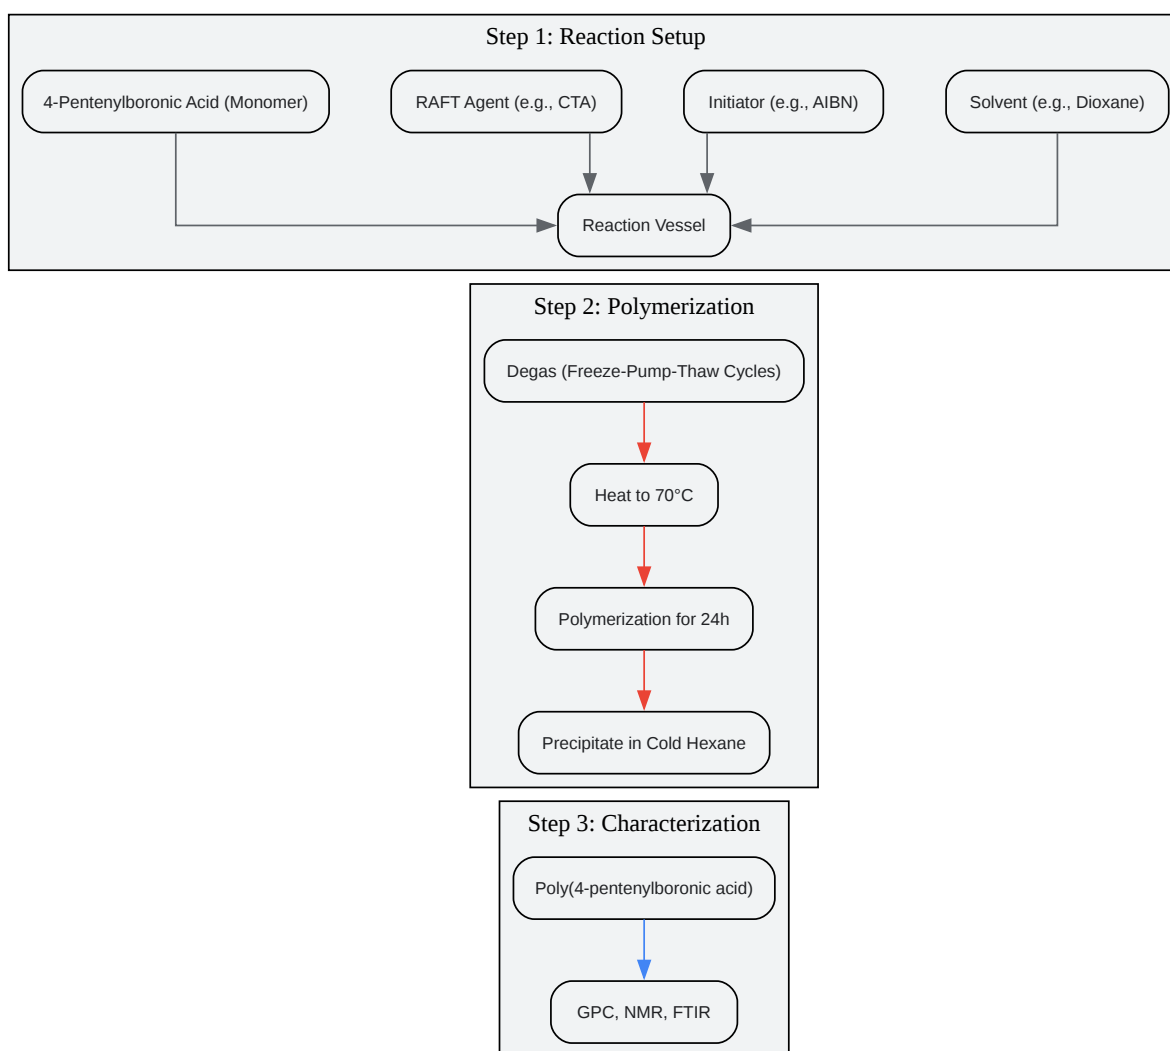 Step 1: Reaction Setup
4-Pentenylboronic Acid (Monomer)
RAFT Agent (e.g., CTA)
Initiator (e.g., AIBN)
Solvent (e.g., Dioxane)
Reaction Vessel
Step 2: Polymerization
Degas (Freeze-Pump-Thaw Cycles)
Heat to 70°C
Polymerization for 24h
Precipitate in Cold Hexane
Step 3: Characterization
Poly(4-pentenylboronic acid)
GPC, NMR, FTIR